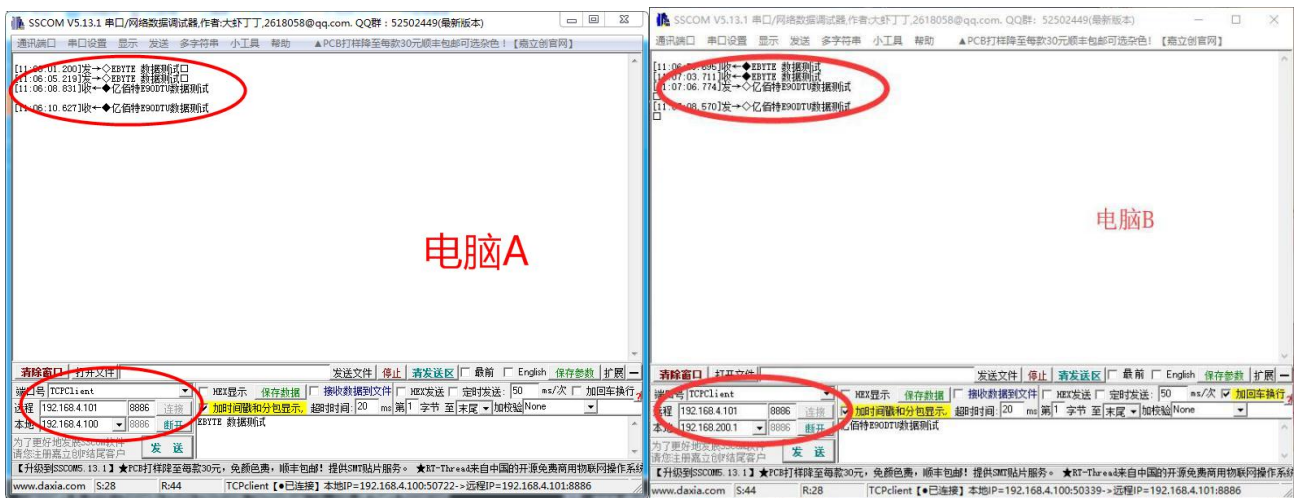 SSCOM V5.13.1 串口/网络数据调试器,作者:大虾丁丁,2618058@qq.com. QQ群：52502449(最新版本)
通讯端口 串口设置 显示 发送 多字符串 小工具 帮助 ▲PCB打样降至每款30元顺丰包邮可选杂色！【嘉立创官网】
[11:06:01.200]发→◇EBYTE 数据测试□
[11:06:05.219]发→◇EBYTE 数据测试□
[11:06:08.831]收←◆亿佰特E90DTU数据测试
[11:06:10.627]收←◆亿佰特E90DTU数据测试
电脑A
清除窗口 打开文件 发送文件 停止 清发送区 最前 English 保存参数 扩展 —
端口号 TCPClient HEX显示 保存数据 接收数据到文件 HEX发送 定时发送: 50 ms/次 加回车换行
远程 192.168.4.101 8886 连接 加时间戳和分包显示, 超时时间: 20 ms 第1 字节 至 末尾 加校验 None
本地 192.168.4.100 8886 断开 EBYTE 数据测试
为了更好地发展SSCOM软件
请您注册嘉立创F结尾客户 发 送
【升级到SSCOM5.13.1】★PCB打样降至每款30元，免颜色费，顺丰包邮！提供SMT贴片服务。 ★RT-Thread来自中国的开源免费商用物联网操作系统
www.daxia.com S:28 R:44 TCPclient【●已连接】本地IP=192.168.4.100:50722->远程IP=192.168.4.101:8886
SSCOM V5.13.1 串口/网络数据调试器,作者:大虾丁丁,2618058@qq.com. QQ群：52502449(最新版本)
通讯端口 串口设置 显示 发送 多字符串 小工具 帮助 ▲PCB打样降至每款30元顺丰包邮可选杂色！【嘉立创官网】
收←◆EBYTE 数据测试
[11:07:03.711]收←◆EBYTE 数据测试
[11:07:06.774]发→◇亿佰特E90DTU数据测试
□
.570]发→◇亿佰特E90DTU数据测试
□
电脑B
清除窗口 打开文件 发送文件 停止 清发送区 最前 English 保存参数 扩展 —
端口号 TCPClient HEX显示 保存数据 接收数据到文件 HEX发送 定时发送: 50 ms/次 加回车换行
远程 192.168.4.101 8886 连接 加时间戳和分包显示, 超时时间: 20 ms 第1 字节 至 末尾 加校验 None
本地 192.168.200.1 8886 断开 亿佰特E90DTU数据测试
为了更好地发展SSCOM软件
请您注册嘉立创F结尾客户 发 送
【升级到SSCOM5.13.1】★PCB打样降至每款30元，免颜色费，顺丰包邮！提供SMT贴片服务。 ★RT-Thread来自中国的开源免费商用物联网操作系统
www.daxia.com S:44 R:28 TCPclient【●已连接】本地IP=192.168.4.100:50339->远程IP=192.168.4.101:8886